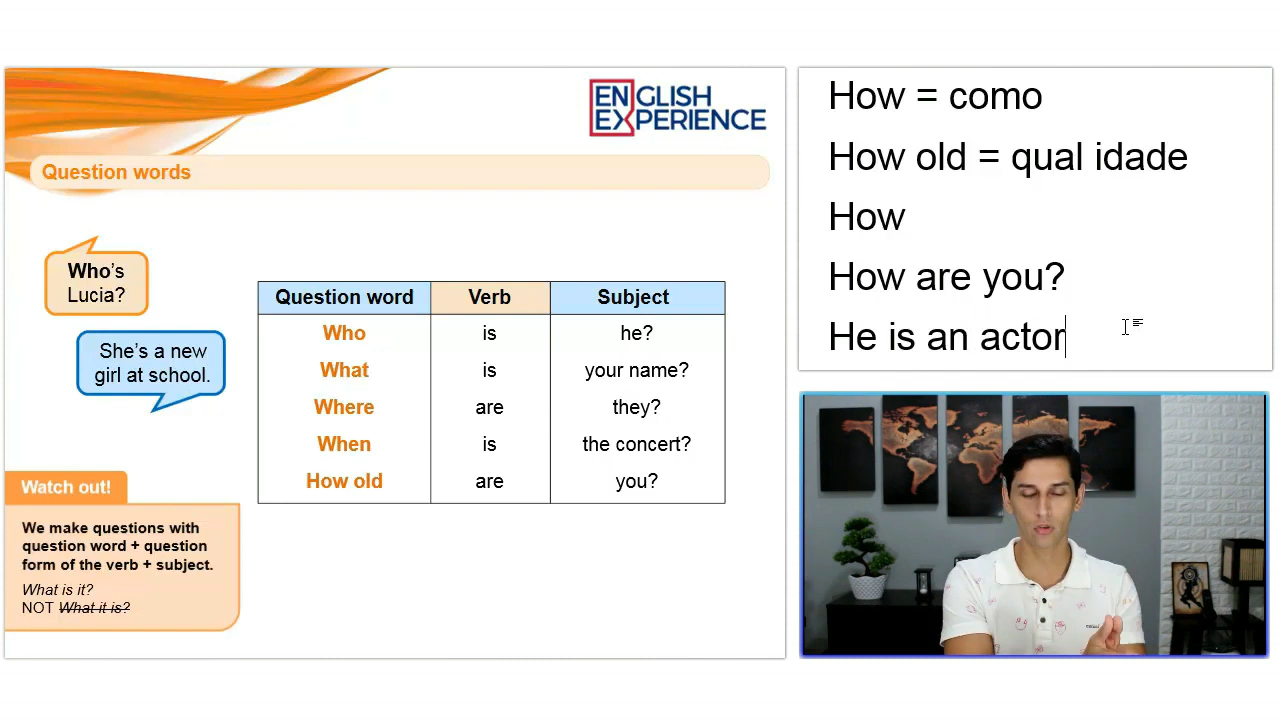 ENGLISH
EXPERIENCE
Question words
Who's
Lucia?
She's a new
girl at school.
Question word Verb Subject
Who is he?
What is your name?
Where are they?
When is the concert?
How old are you?
Watch out!
We make questions with
question word + question
form of the verb + subject.
What is it?
NOT What it is?
How = como
How old = qual idade
How
How are you?
He is an actor